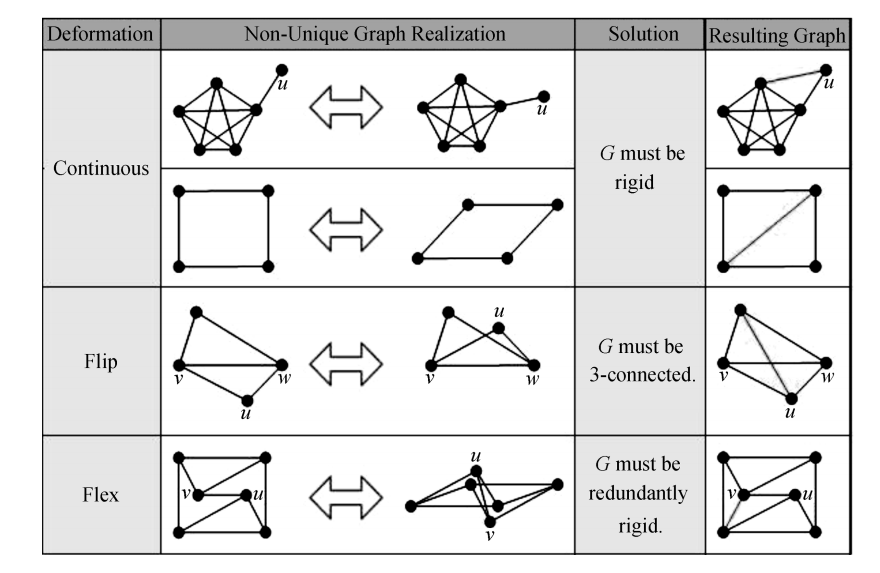 Deformation
Non-Unique Graph Realization
Solution
Resulting Graph
Continuous
u
u
G must be
rigid
u
Flip
v
w
u
u
v
w
G must be
3-connected.
v
w
u
Flex
v
u
u
v
G must be
redundantly
rigid.
v
u